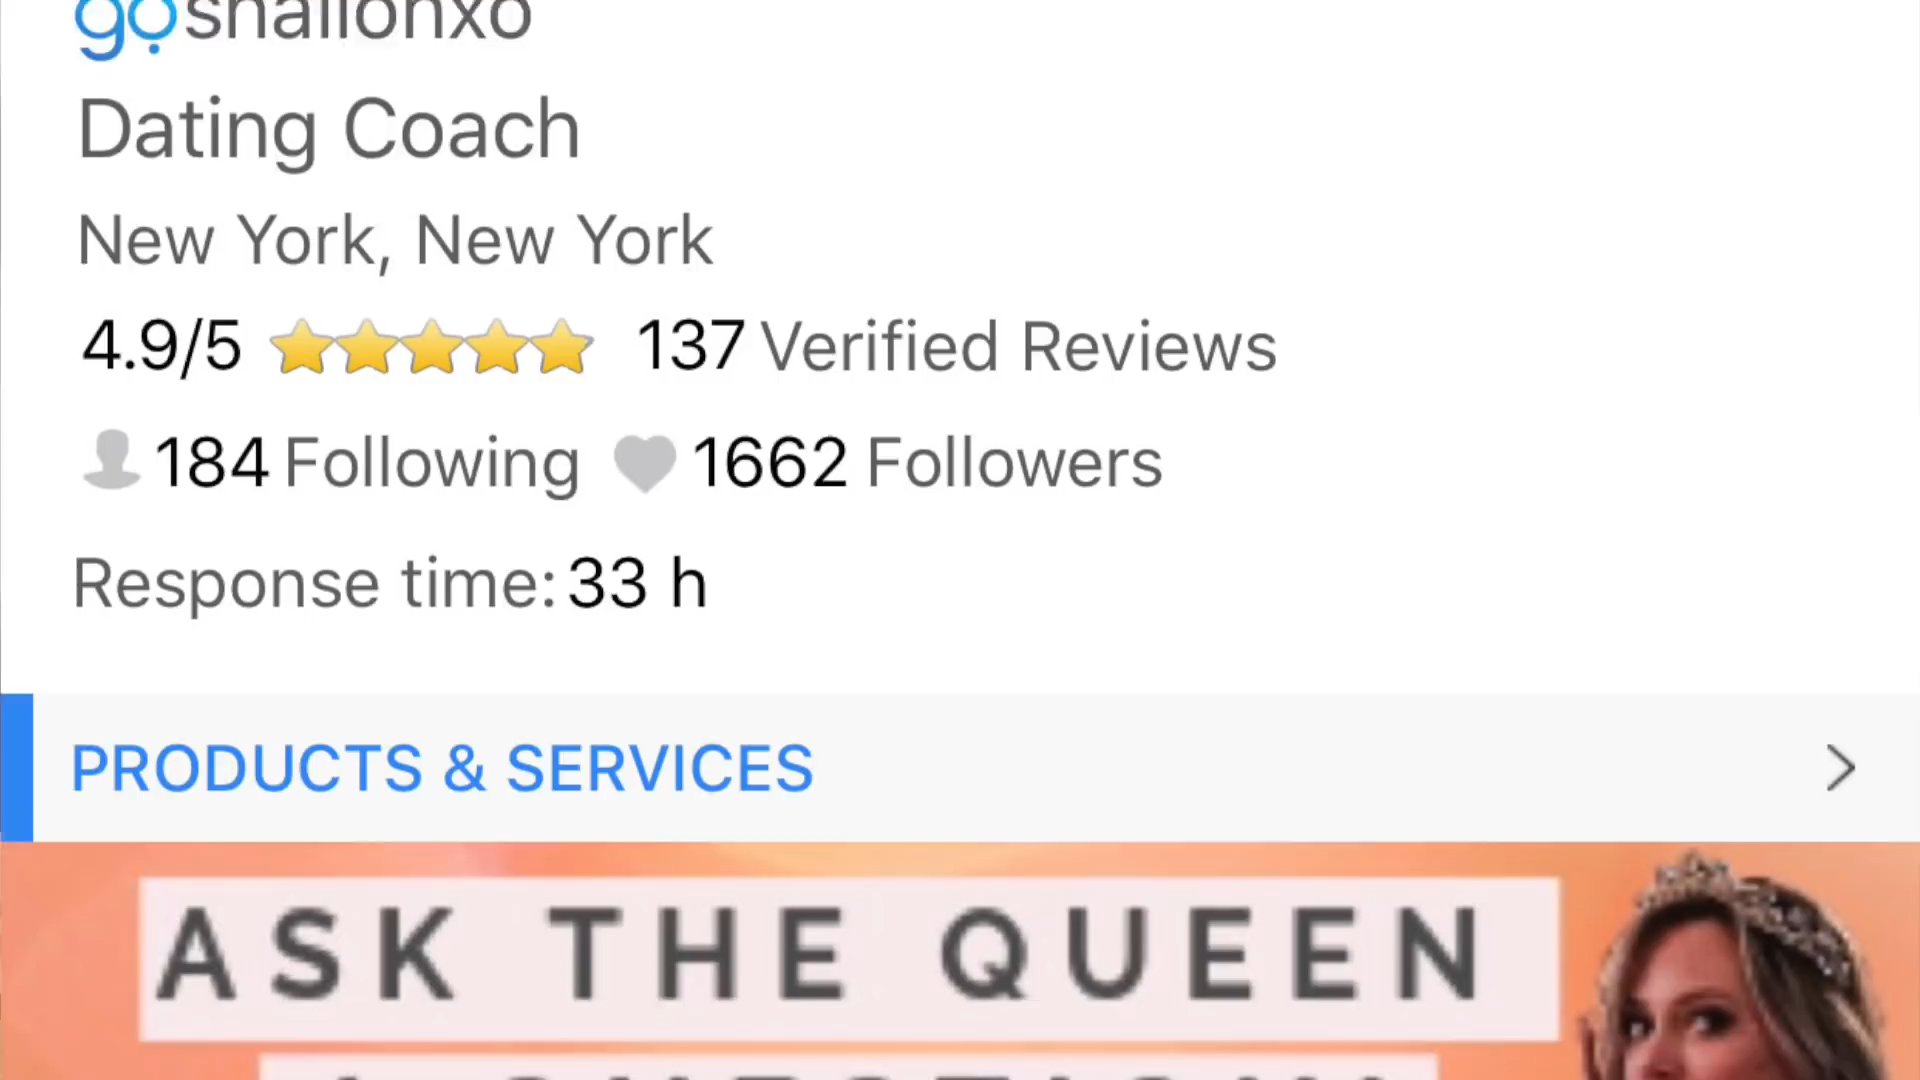 goshallonxo
Dating Coach
New York, New York
4.9/5 137 Verified Reviews
184 Following 1662 Followers
Response time: 33 h
PRODUCTS & SERVICES
ASK THE QUEEN